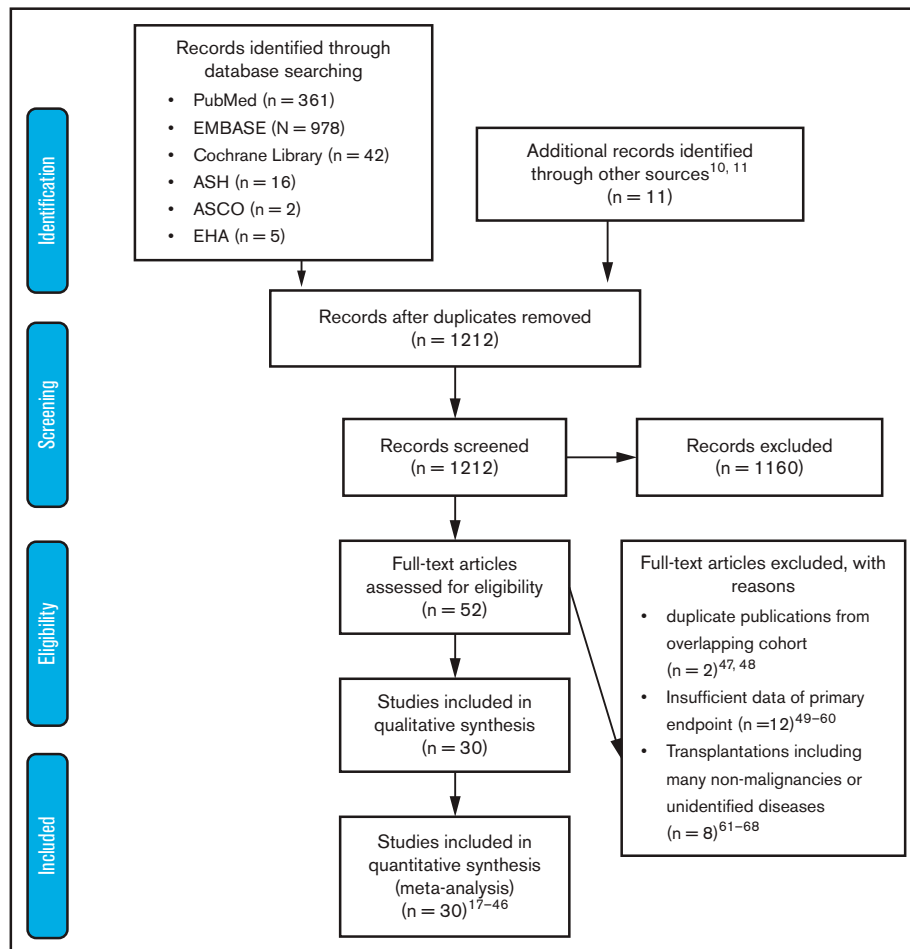 Identification
Screening
Eligibility
Included
Records identified through
database searching
• PubMed (n = 361)
• EMBASE (N = 978)
• Cochrane Library (n = 42)
• ASH (n = 16)
• ASCO (n = 2)
• EHA (n = 5)
Additional records identified
through other sources10, 11
(n = 11)
Records after duplicates removed
(n = 1212)
Records screened
(n = 1212)
Records excluded
(n = 1160)
Full-text articles
assessed for eligibility
(n = 52)
Full-text articles excluded, with
reasons
• duplicate publications from
overlapping cohort
(n = 2)47, 48
• Insufficient data of primary
endpoint (n =12)49–60
• Transplantations including
many non-malignancies or
unidentified diseases
(n = 8)61–68
Studies included in
qualitative synthesis
(n = 30)
Studies included in
quantitative synthesis
(meta-analysis)
(n = 30)17–46